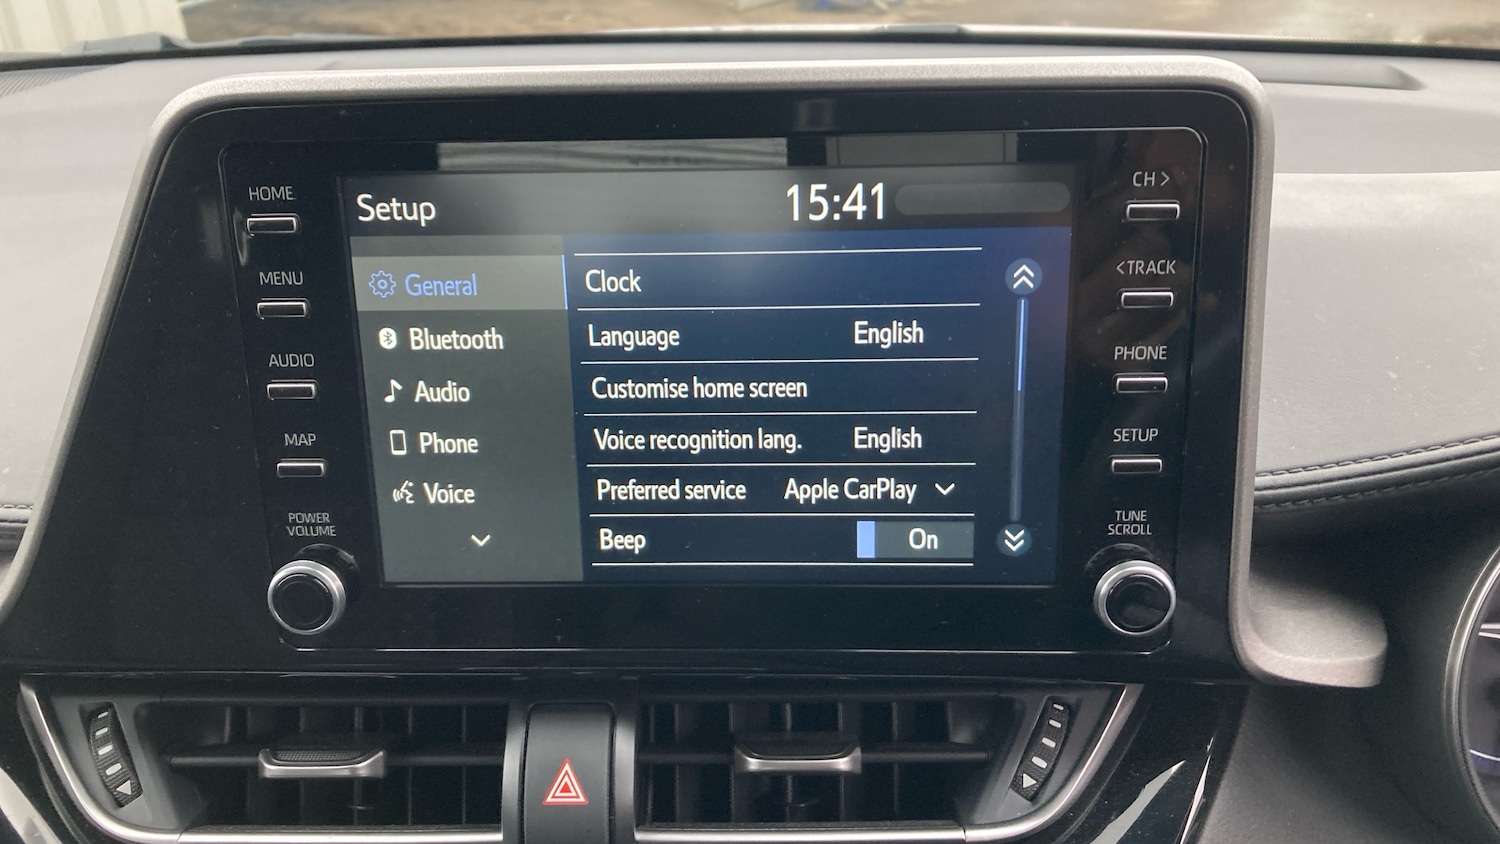 HOME
MENU
AUDIO
MAP
POWER
VOLUME
Setup
15:41
General
Bluetooth
Audio
Phone
Voice
Clock
Language English
Customise home screen
Voice recognition lang. English
Preferred service Apple CarPlay
Beep On
CH >
<TRACK
PHONE
SETUP
TUNE
SCROLL